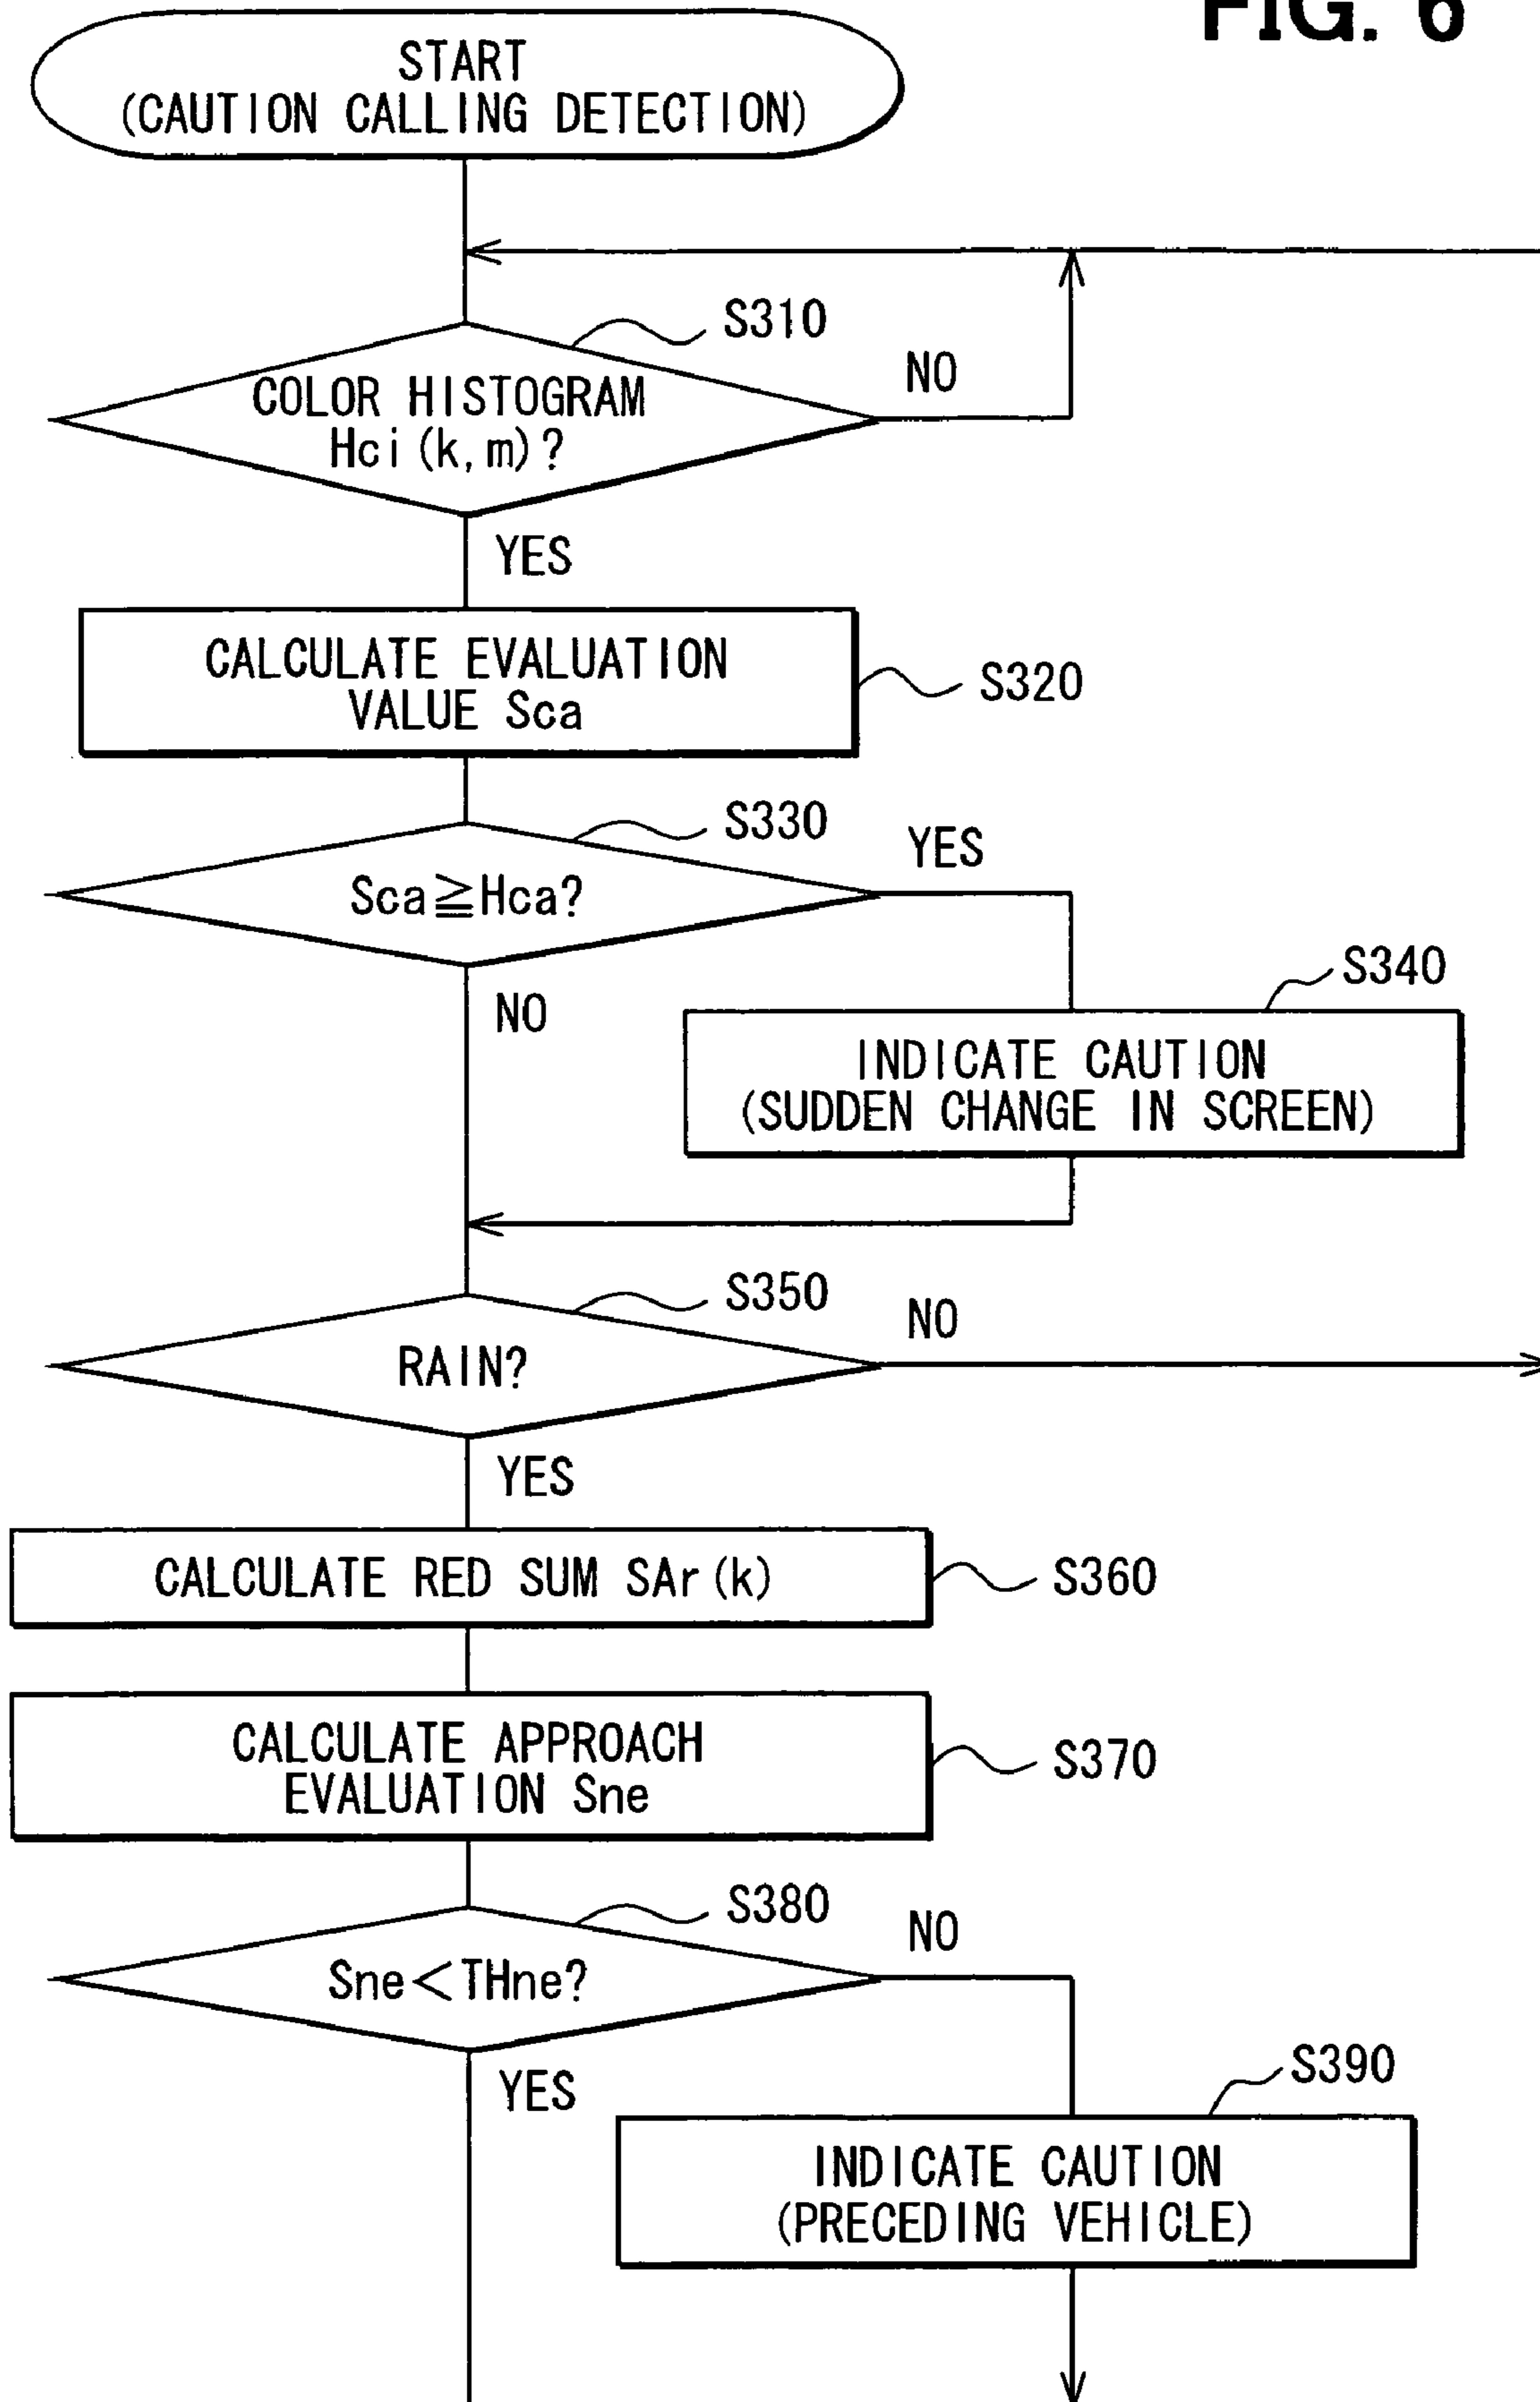 FIG. 6
START
(CAUTION CALLING DETECTION)
S310
COLOR HISTOGRAM
Hci(k,m)?
NO
YES
CALCULATE EVALUATION
VALUE Sca
S320
S330
Sca≧Hca?
YES
NO
S340
INDICATE CAUTION
(SUDDEN CHANGE IN SCREEN)
S350
RAIN?
NO
YES
CALCULATE RED SUM SAr(k)
S360
CALCULATE APPROACH
EVALUATION Sne
S370
S380
Sne<THne?
NO
YES
S390
INDICATE CAUTION
(PRECEDING VEHICLE)